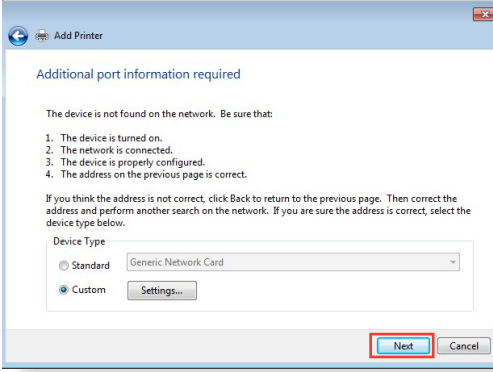 Add Printer
Additional port information required
The device is not found on the network. Be sure that:
1. The device is turned on.
2. The network is connected.
3. The device is properly configured.
4. The address on the previous page is correct.
If you think the address is not correct, click Back to return to the previous page. Then correct the
address and perform another search on the network. If you are sure the address is correct, select the
device type below.
Device Type
Standard Generic Network Card
Custom Settings...
Next Cancel